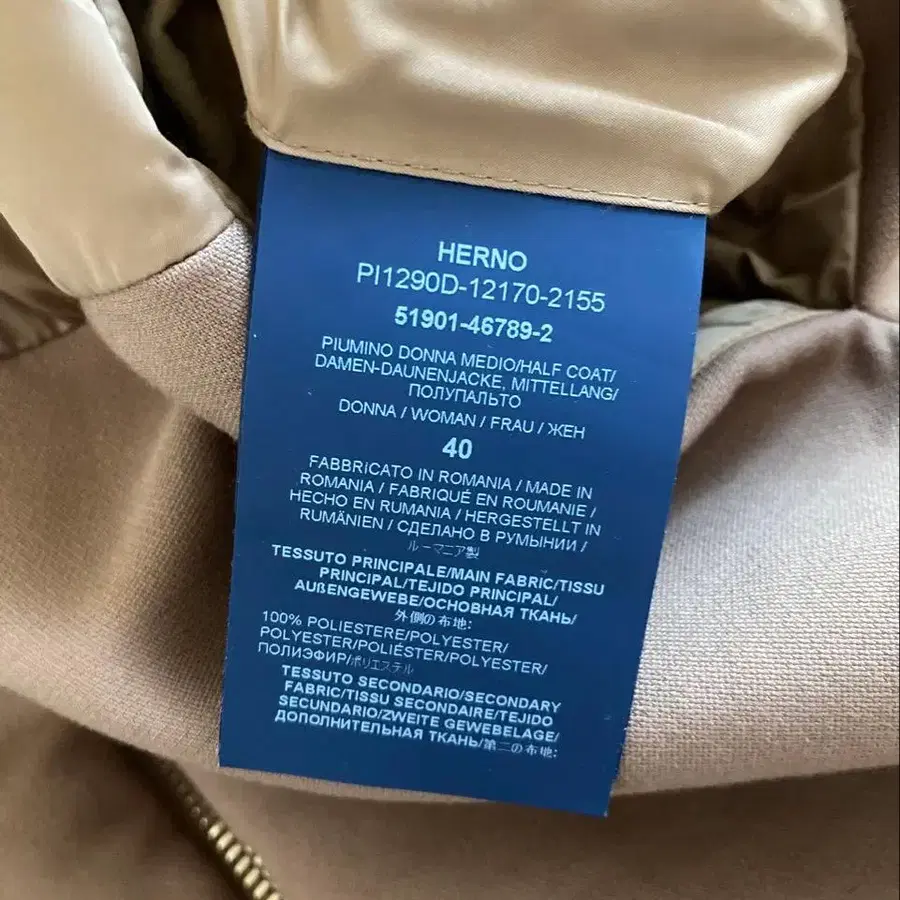 HERNO
PI1290D-12170-2155
51901-46789-2
PIUMINO DONNA MEDIO/HALF COAT/
DAMEN-DAUNENJACKE, MITTELLANG/
ПОЛУПАЛЬТО
DONNA / WOMAN / FRAU / ЖЕН
40
FABBRICATO IN ROMANIA / MADE IN
ROMANIA / FABRIQUÉ EN ROUMANIE /
HECHO EN RUMANIA / HERGESTELLT IN
RUMÄNIEN / СДЕЛАНО В РУМЫНИИ /
ルーマニア製
TESSUTO PRINCIPALE/MAIN FABRIC/TISSU
PRINCIPAL/TEJIDO PRINCIPAL/
AUßENGEWEBE/ОСНОВНАЯ ТКАНЬ/
外側の布地:
100% POLIESTERE/POLYESTER/
POLYESTER/POLIÉSTER/POLYESTER/
ПОЛИЭФИР/ポリエステル
TESSUTO SECONDARIO/SECONDARY
FABRIC/TISSU SECONDAIRE/TEJIDO
SECUNDARIO/ZWEITE GEWEBELAGE/
ДОПОЛНИТЕЛЬНАЯ ТКАНЬ/第二の布地: